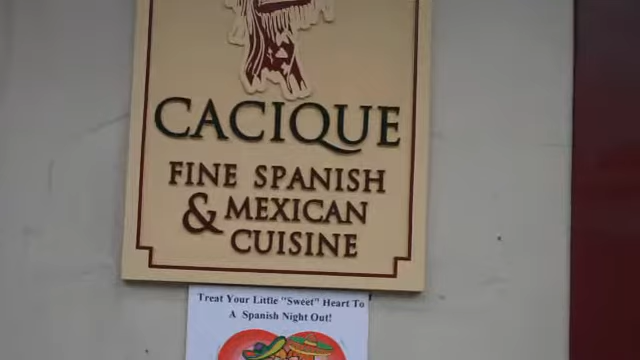 CACIQUE
FINE SPANISH
& MEXICAN
CUISINE
Treat Your Little "Sweet" Heart To
A Spanish Night Out!